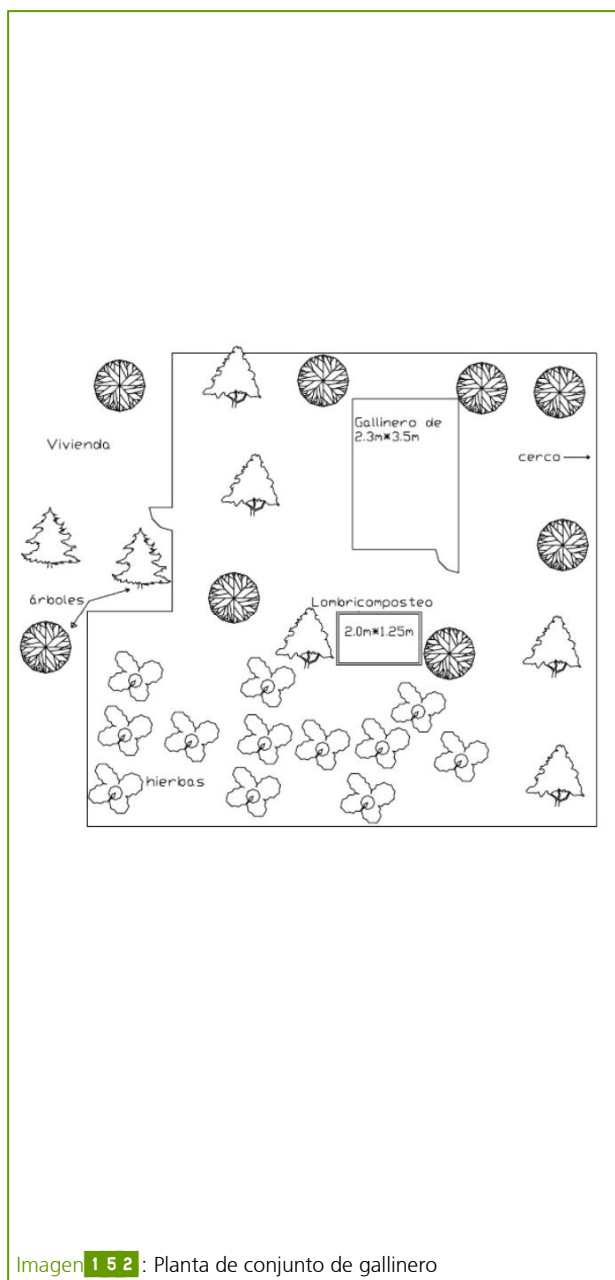 Vivienda
Gallinero de
2.3m*3.5m
cerco
árboles
Lombricomposteo
2.0m*1.25m
hierbas
Imagen 152: Planta de conjunto de gallinero